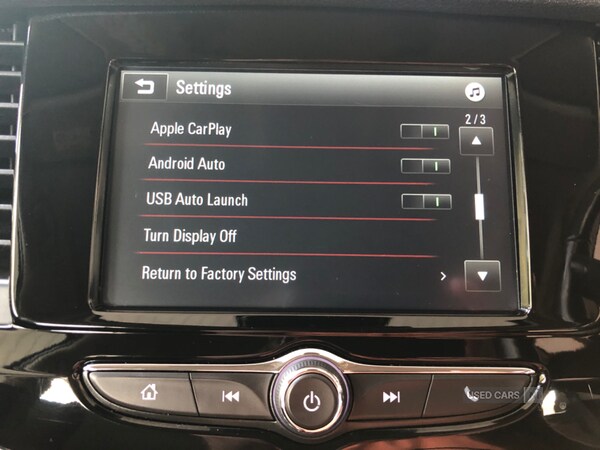 Settings
2/3
Apple CarPlay
Android Auto
USB Auto Launch
Turn Display Off
Return to Factory Settings
USED CARS